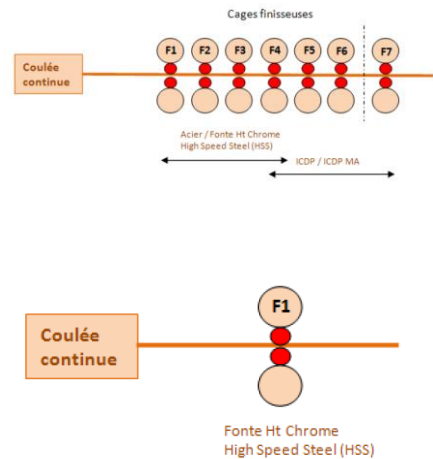 Cages finisseuses
F1 F2 F3 F4 F5 F6 F7
Coulée
continue
Acier / Fonte Ht Chrome
High Speed Steel (HSS)
ICDP / ICDP MA
F1
Coulée
continue
Fonte Ht Chrome
High Speed Steel (HSS)